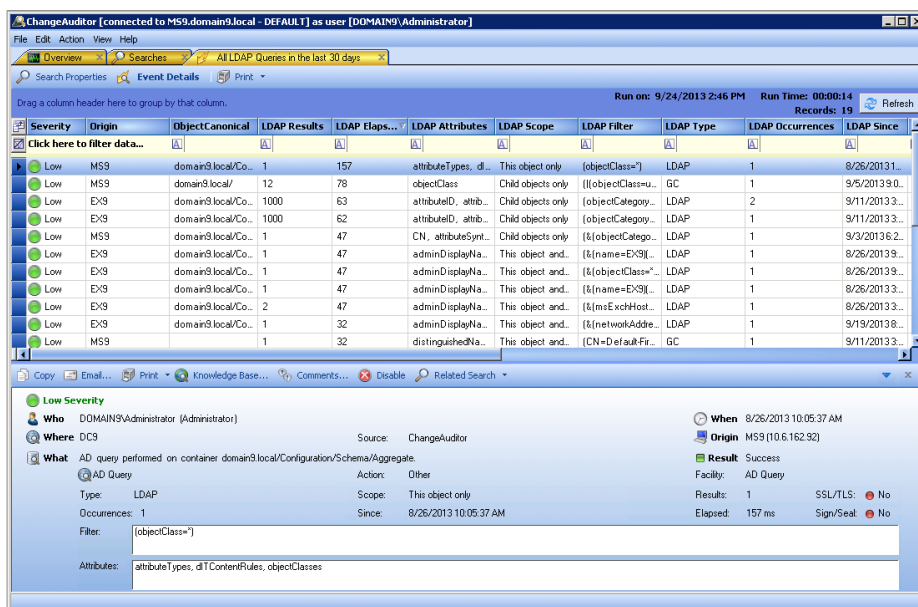 ChangeAuditor [connected to MS9.domain9.local - DEFAULT] as user [DOMAIN9\Administrator]
File Edit Action View Help
Overview Searches All LDAP Queries in the last 30 days
Search Properties Event Details Print
Drag a column header here to group by that column. Run on: 9/24/2013 2:46 PM Run Time: 00:00:14
Records: 19 Refresh
Severity Origin ObjectCanonical LDAP Results LDAP Elaps... LDAP Attributes LDAP Scope LDAP Filter LDAP Type LDAP Occurrences LDAP Since
Click here to filter data...
Low MS9 domain9.local/Co... 1 157 attributeTypes, dI... This object only (objectClass=*) LDAP 1 8/26/2013 1...
Low MS9 domain9.local/ 12 78 objectClass Child objects only (|(objectClass=u... GC 1 9/5/2013 9:0...
Low EX9 domain9.local/Co... 1000 63 attributeID, attrib... Child objects only (objectCategory... LDAP 2 9/11/2013 3:...
Low EX9 domain9.local/Co... 1000 62 attributeID, attrib... Child objects only (objectCategory... LDAP 1 9/11/2013 3:...
Low MS9 domain9.local/Co... 1 47 CN, attributeSynt... Child objects only (&(objectCatego... LDAP 1 9/3/2013 6:2...
Low EX9 domain9.local/Co... 1 47 adminDisplayNa... This object and... (&(name=EX9)(... LDAP 1 8/26/2013 9:...
Low EX9 domain9.local/Co... 1 47 adminDisplayNa... This object and... (&(objectClass=*... LDAP 1 8/26/2013 9:...
Low EX9 domain9.local/Co... 1 47 adminDisplayNa... This object and... (&(name=EX9)(... LDAP 1 8/26/2013 3:...
Low EX9 domain9.local/Co... 2 47 adminDisplayNa... This object and... (&(msExchHost... LDAP 1 8/26/2013 3:...
Low EX9 domain9.local/Co... 1 32 adminDisplayNa... This object and... (&(networkAddre... LDAP 1 9/19/2013 8:...
Low MS9 1 32 distinguishedNa... This object and... (CN=Default-Fir... GC 1 9/11/2013 3:...
Copy Email... Print Knowledge Base... Comments... Disable Related Search
Low Severity
Who DOMAIN9\Administrator (Administrator) When 8/26/2013 10:05:37 AM
Where DC9 Source: ChangeAuditor Origin MS9 (10.6.162.92)
What AD query performed on container domain9.local/Configuration/Schema/Aggregate. Result Success
AD Query Action: Other Facility: AD Query
Type: LDAP Scope: This object only Results: 1 SSL/TLS: No
Occurrences: 1 Since: 8/26/2013 10:05:37 AM Elapsed: 157 ms Sign/Seal: No
Filter: (objectClass=*)
Attributes: attributeTypes, dITContentRules, objectClasses